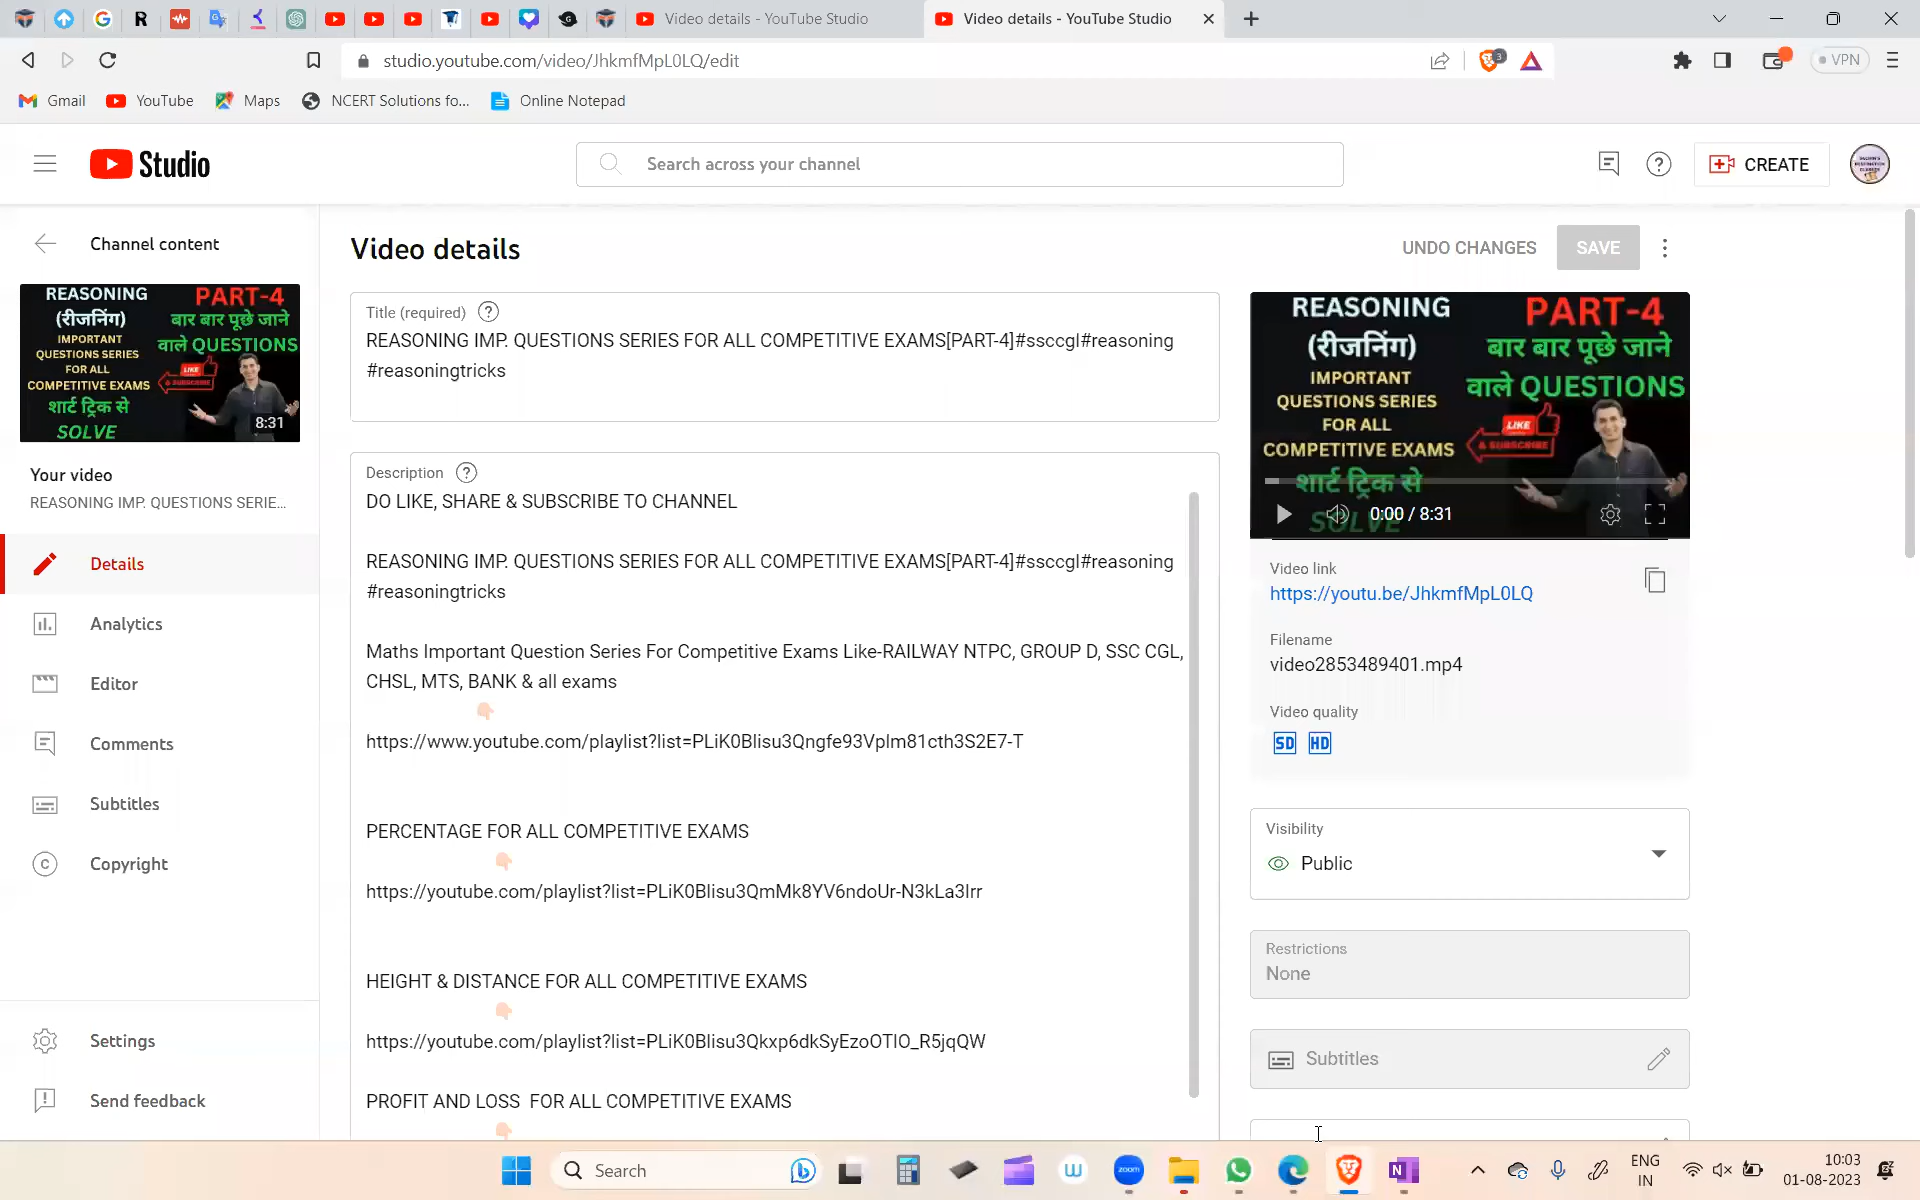 Video details - YouTube Studio
Video details - YouTube Studio
studio.youtube.com/video/JhkmfMpL0LQ/edit
3
VPN
Gmail
YouTube
Maps
NCERT Solutions fo...
Online Notepad
Studio
Search across your channel
CREATE
Channel content
REASONING
(रीजनिंग)
IMPORTANT
QUESTIONS SERIES
FOR ALL
COMPETITIVE EXAMS
शार्ट ट्रिक से
SOLVE
PART-4
बार बार पूछे जाने
वाले QUESTIONS
LIKE
& SUBSCRIBE
8:31
Your video
REASONING IMP. QUESTIONS SERIE...
Details
Analytics
Editor
Comments
Subtitles
Copyright
Settings
Send feedback
Video details
UNDO CHANGES
SAVE
Title (required)
REASONING IMP. QUESTIONS SERIES FOR ALL COMPETITIVE EXAMS[PART-4]#ssccgl#reasoning
#reasoningtricks
Description
DO LIKE, SHARE & SUBSCRIBE TO CHANNEL
REASONING IMP. QUESTIONS SERIES FOR ALL COMPETITIVE EXAMS[PART-4]#ssccgl#reasoning
#reasoningtricks
Maths Important Question Series For Competitive Exams Like-RAILWAY NTPC, GROUP D, SSC CGL,
CHSL, MTS, BANK & all exams
https://www.youtube.com/playlist?list=PLiK0Blisu3Qngfe93Vplm81cth3S2E7-T
PERCENTAGE FOR ALL COMPETITIVE EXAMS
https://youtube.com/playlist?list=PLiK0Blisu3QmMk8YV6ndoUr-N3kLa3Irr
HEIGHT & DISTANCE FOR ALL COMPETITIVE EXAMS
https://youtube.com/playlist?list=PLiK0Blisu3Qkxp6dkSyEzoOTIO_R5jqQW
PROFIT AND LOSS  FOR ALL COMPETITIVE EXAMS
REASONING
(रीजनिंग)
IMPORTANT
QUESTIONS SERIES
FOR ALL
COMPETITIVE EXAMS
शार्ट ट्रिक से
SOLVE
PART-4
बार बार पूछे जाने
वाले QUESTIONS
LIKE
& SUBSCRIBE
0:00 / 8:31
Video link
https://youtu.be/JhkmfMpL0LQ
Filename
video2853489401.mp4
Video quality
SD HD
Visibility
Public
Restrictions
None
Subtitles
Search
zoom
ENG
IN
10:03
01-08-2023